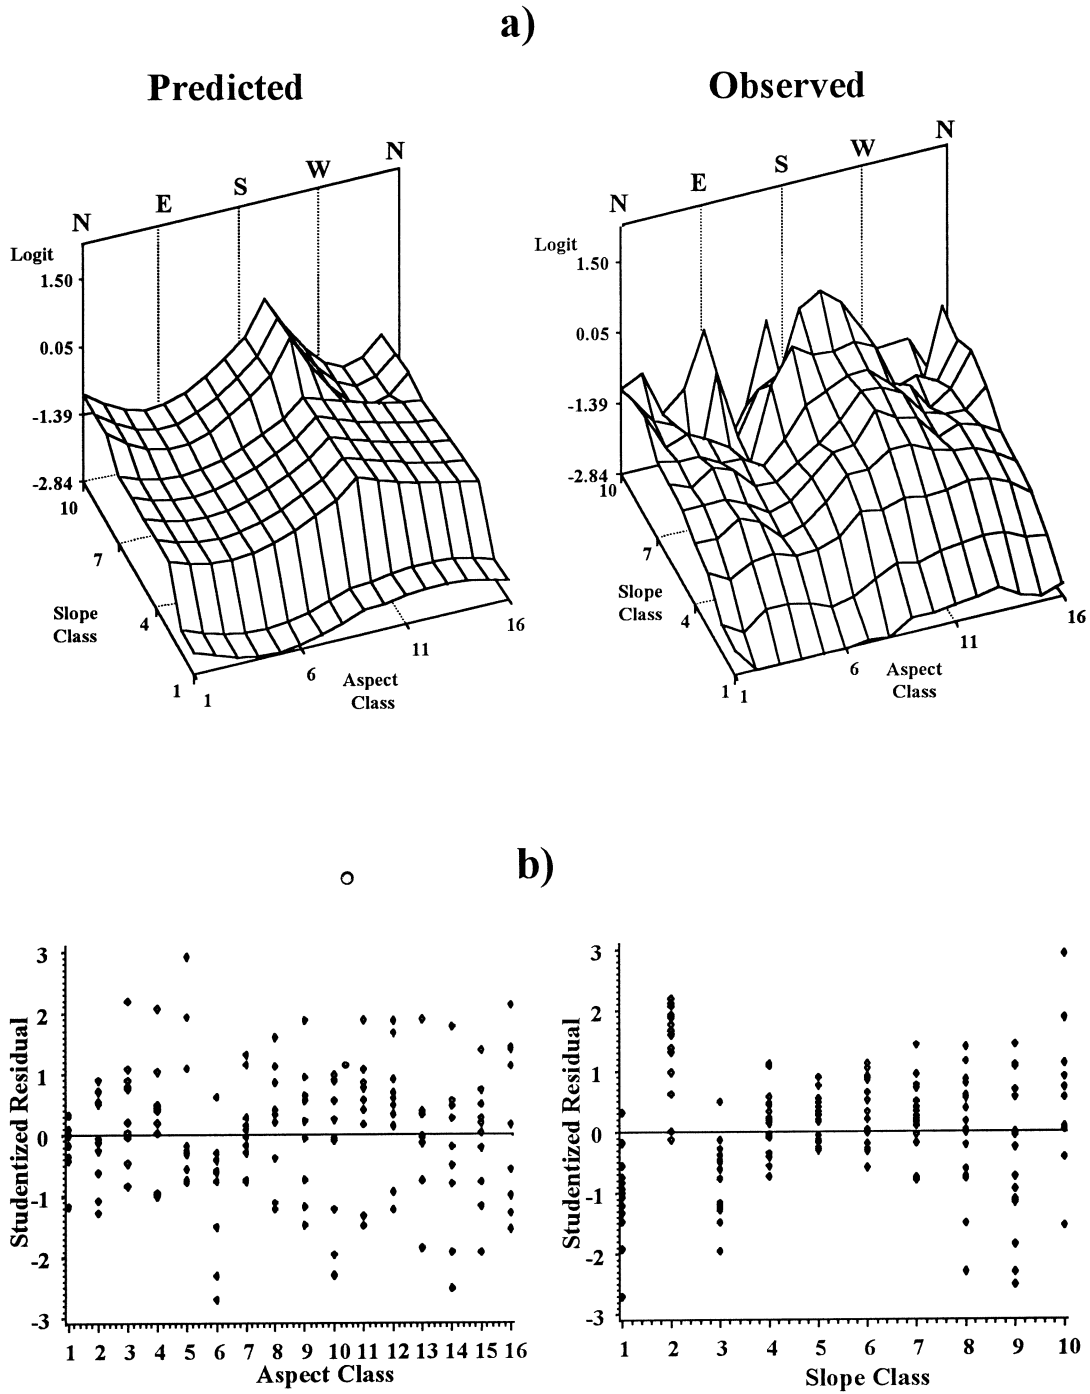 a)
Predicted
Observed
N E S W N
N E S W N
Logit
1.50
0.05
-1.39
-2.84
10
7
4
1
Slope
Class
1
6
11
16
Aspect
Class
Logit
1.50
0.05
-1.39
-2.84
10
7
4
1
Slope
Class
1
6
11
16
Aspect
Class
b)
Studentized Residual
3
2
1
0
-1
-2
-3
1 2 3 4 5 6 7 8 9 10 11 12 13 14 15 16
Aspect Class
Studentized Residual
3
2
1
0
-1
-2
-3
1 2 3 4 5 6 7 8 9 10
Slope Class